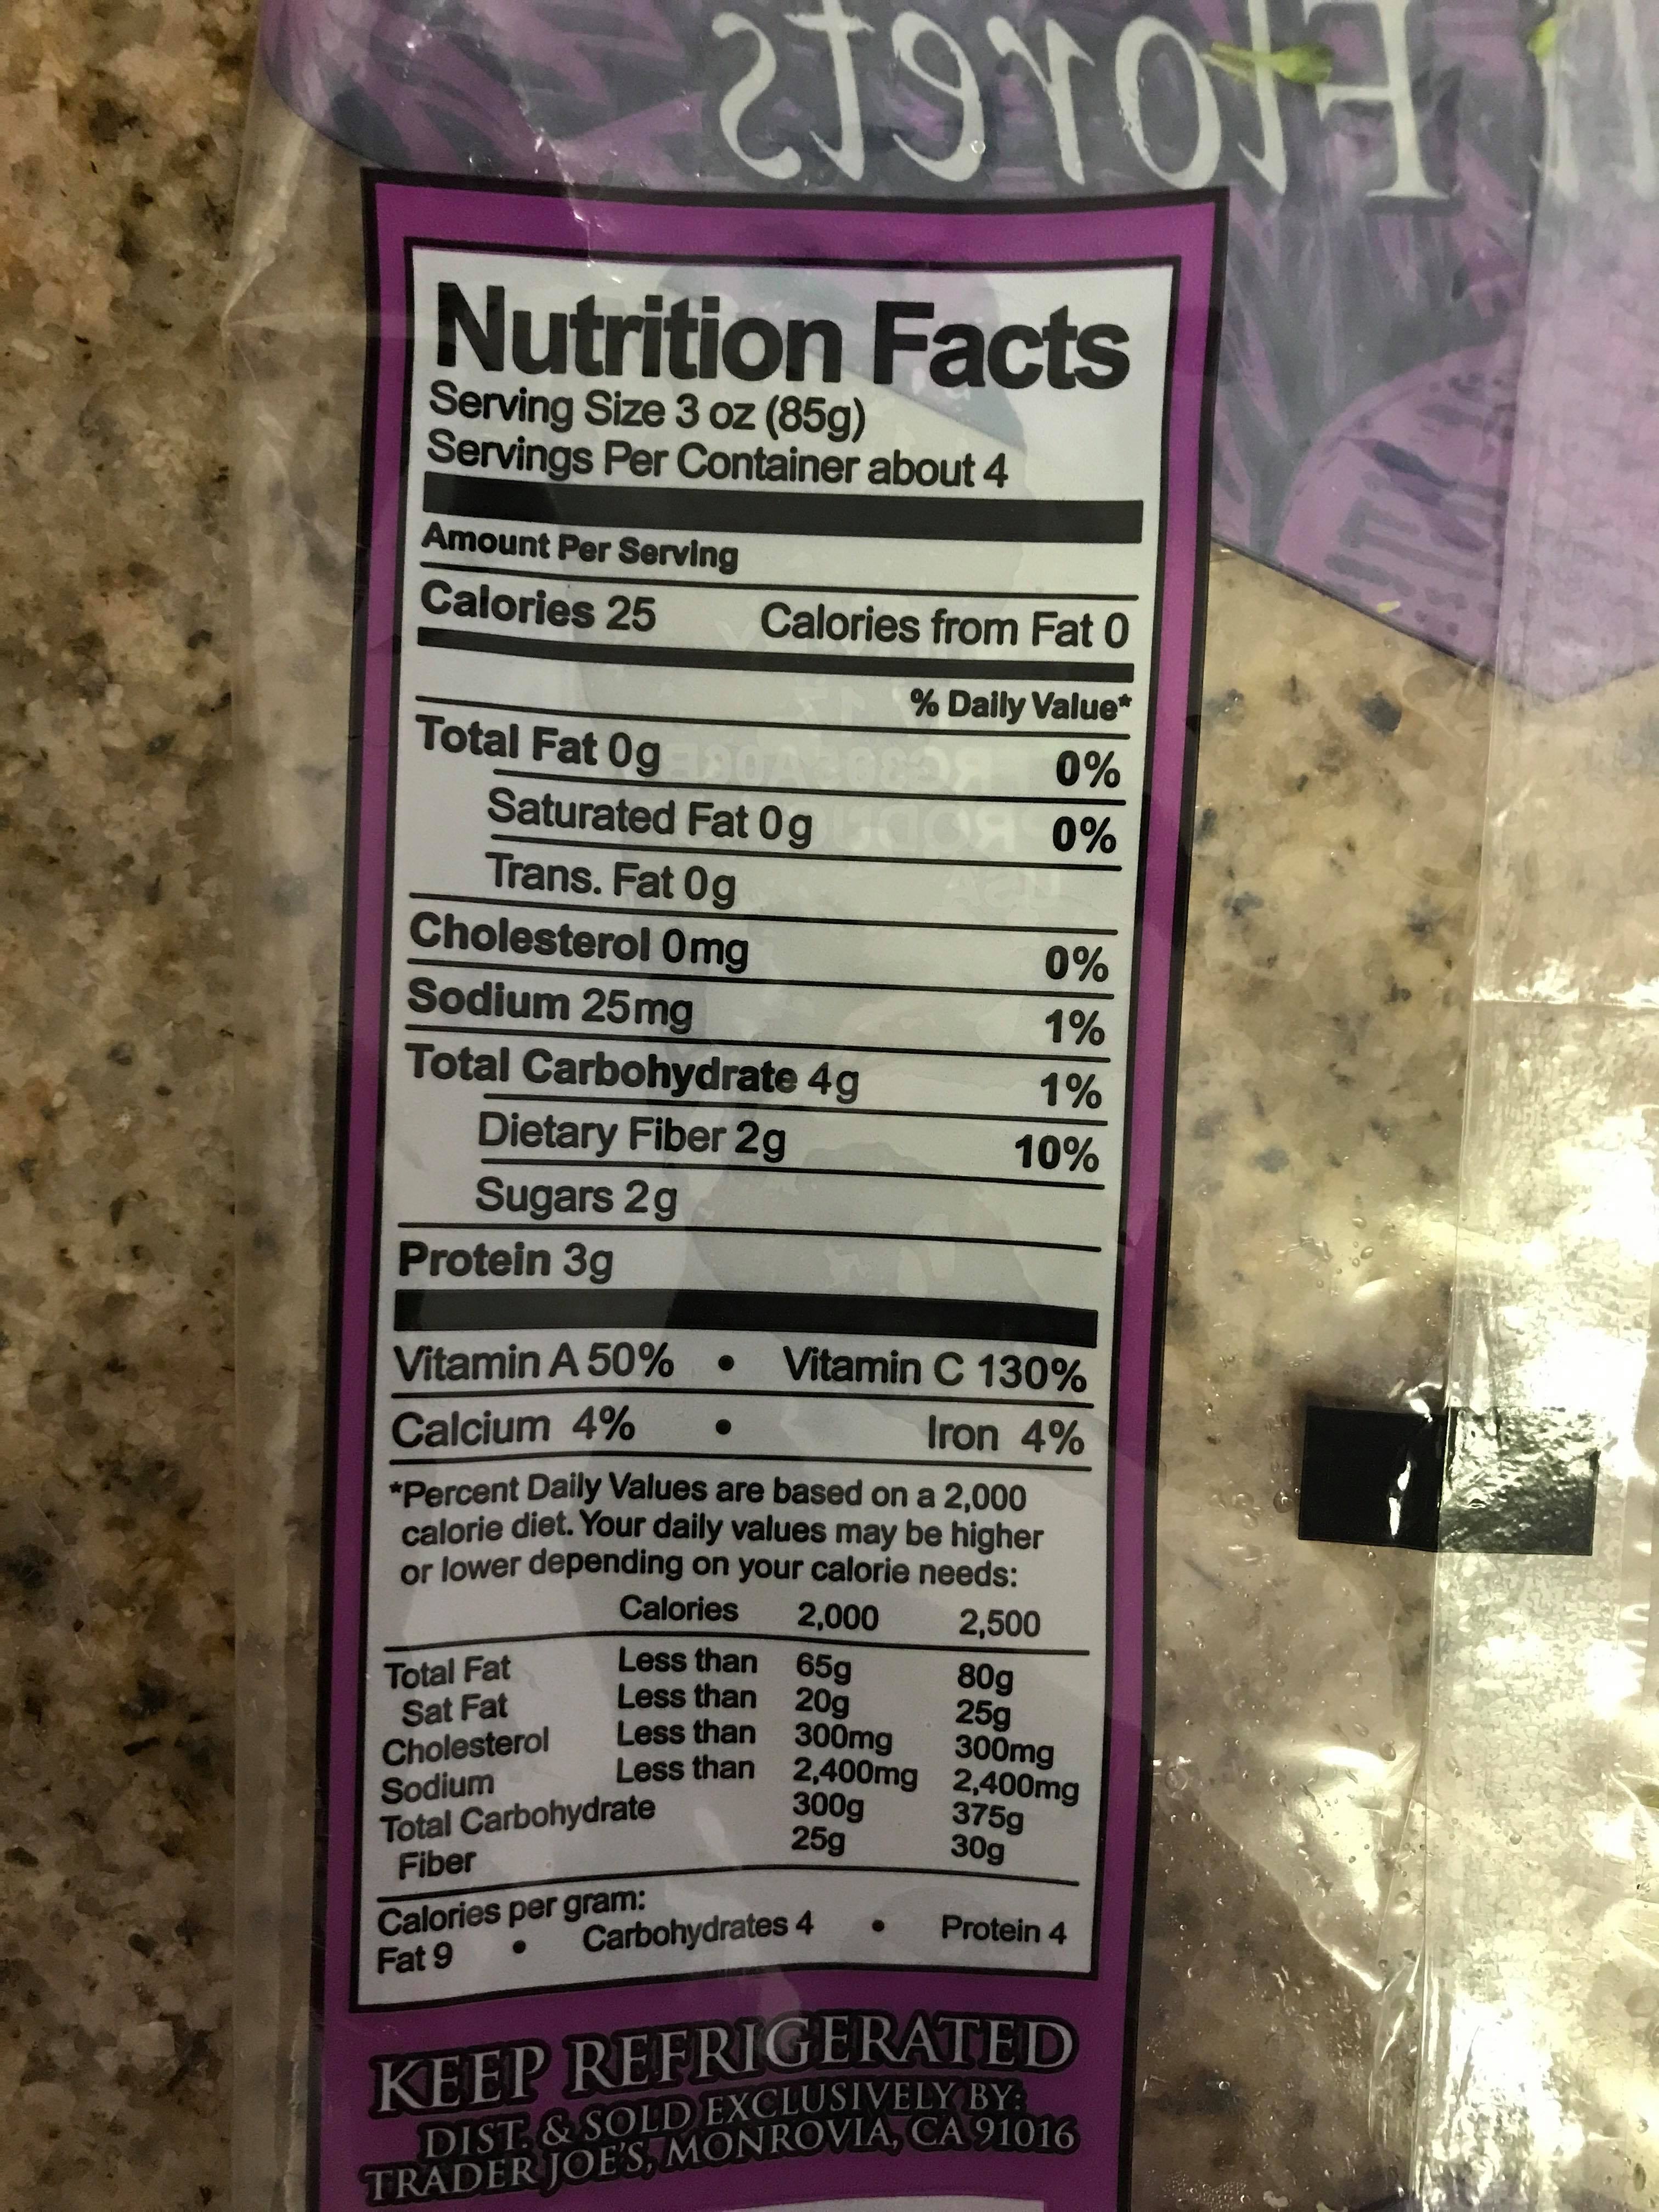 Florets
Nutrition Facts
Serving Size 3 oz (85g)
Servings Per Container about 4
Amount Per Serving
Calories 25 Calories from Fat 0
% Daily Value*
Total Fat 0g 0%
Saturated Fat 0g 0%
Trans. Fat 0g
Cholesterol 0mg 0%
Sodium 25mg 1%
Total Carbohydrate 4g 1%
Dietary Fiber 2g 10%
Sugars 2g
Protein 3g
Vitamin A 50% • Vitamin C 130%
Calcium 4% • Iron 4%
*Percent Daily Values are based on a 2,000
calorie diet. Your daily values may be higher
or lower depending on your calorie needs:
Calories 2,000 2,500
Total Fat Less than 65g 80g
Sat Fat Less than 20g 25g
Cholesterol Less than 300mg 300mg
Sodium Less than 2,400mg 2,400mg
Total Carbohydrate 300g 375g
Fiber 25g 30g
Calories per gram:
Fat 9 • Carbohydrates 4 • Protein 4
KEEP REFRIGERATED
DIST. & SOLD EXCLUSIVELY BY:
TRADER JOE'S, MONROVIA, CA 91016